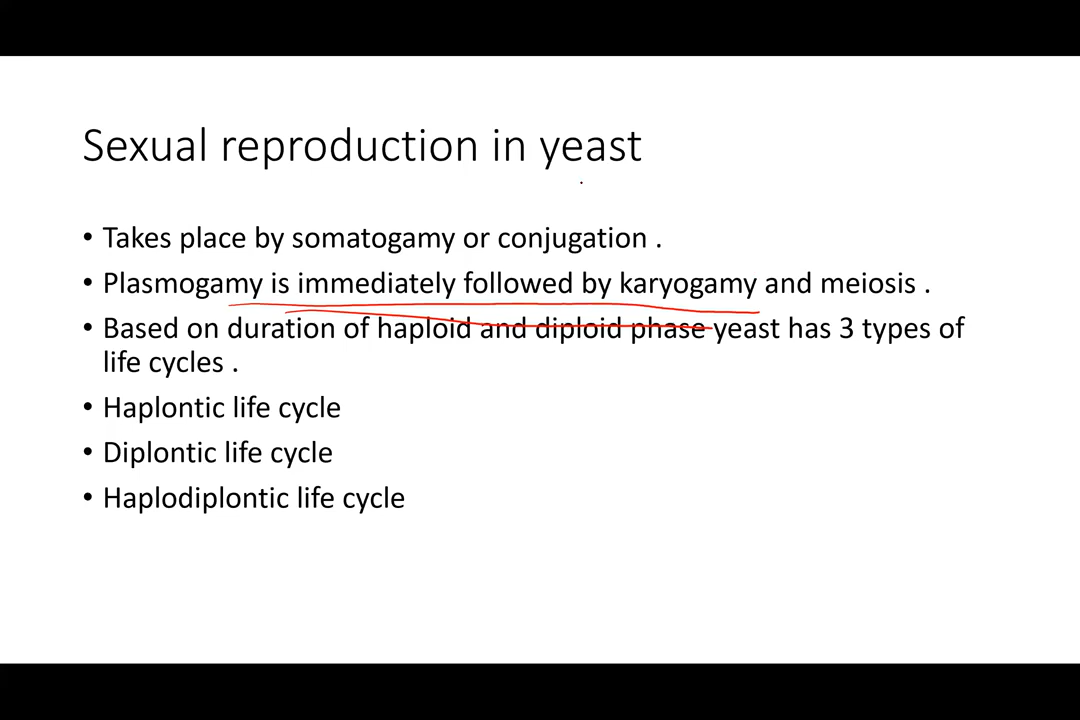 Sexual reproduction in yeast
• Takes place by somatogamy or conjugation .
• Plasmogamy is immediately followed by karyogamy and meiosis .
• Based on duration of haploid and diploid phase yeast has 3 types of
life cycles .
• Haplontic life cycle
• Diplontic life cycle
• Haplodiplontic life cycle